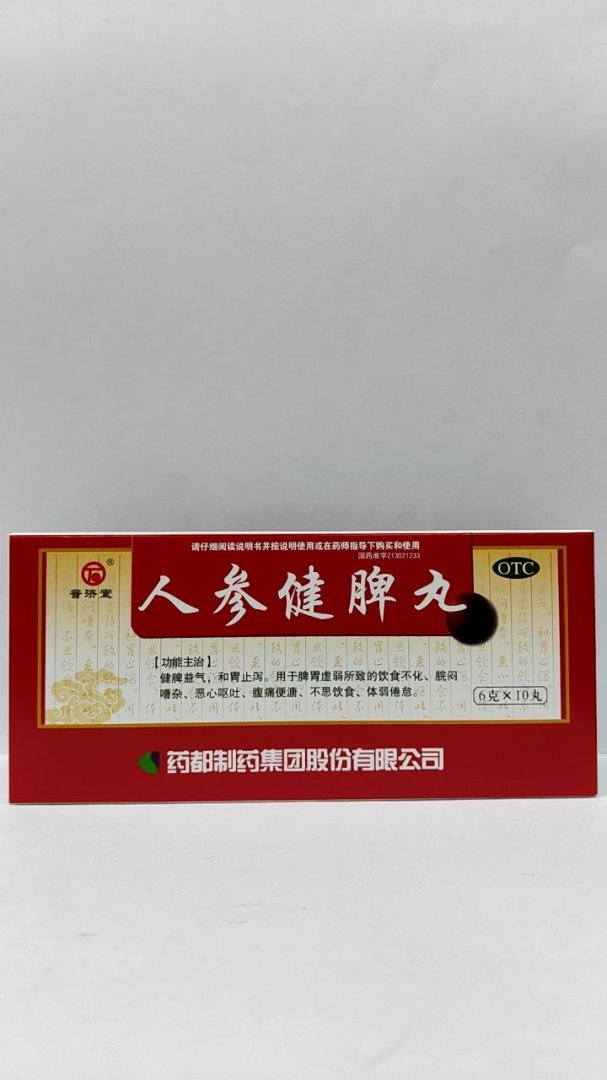 请仔细阅读说明书并按说明使用或在药师指导下购买和使用
国药准字Z13021233
普济堂®
人参健脾丸
OTC
【功能主治】
健脾益气，和胃止泻。用于脾胃虚弱所致的饮食不化、脘闷
嘈杂、恶心呕吐、腹痛便溏、不思饮食、体弱倦怠。
6克×10丸
药都制药集团股份有限公司